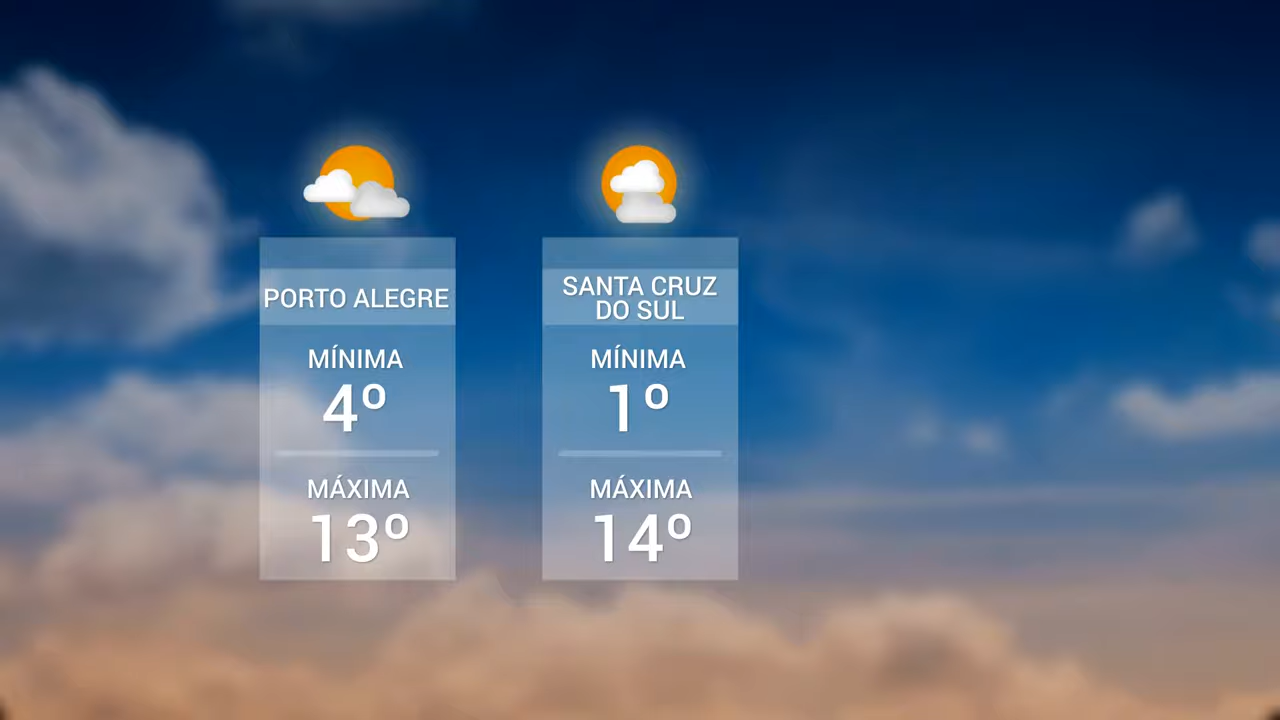 PORTO ALEGRE
MÍNIMA
4º
MÁXIMA
13º
SANTA CRUZ
DO SUL
MÍNIMA
1º
MÁXIMA
14º